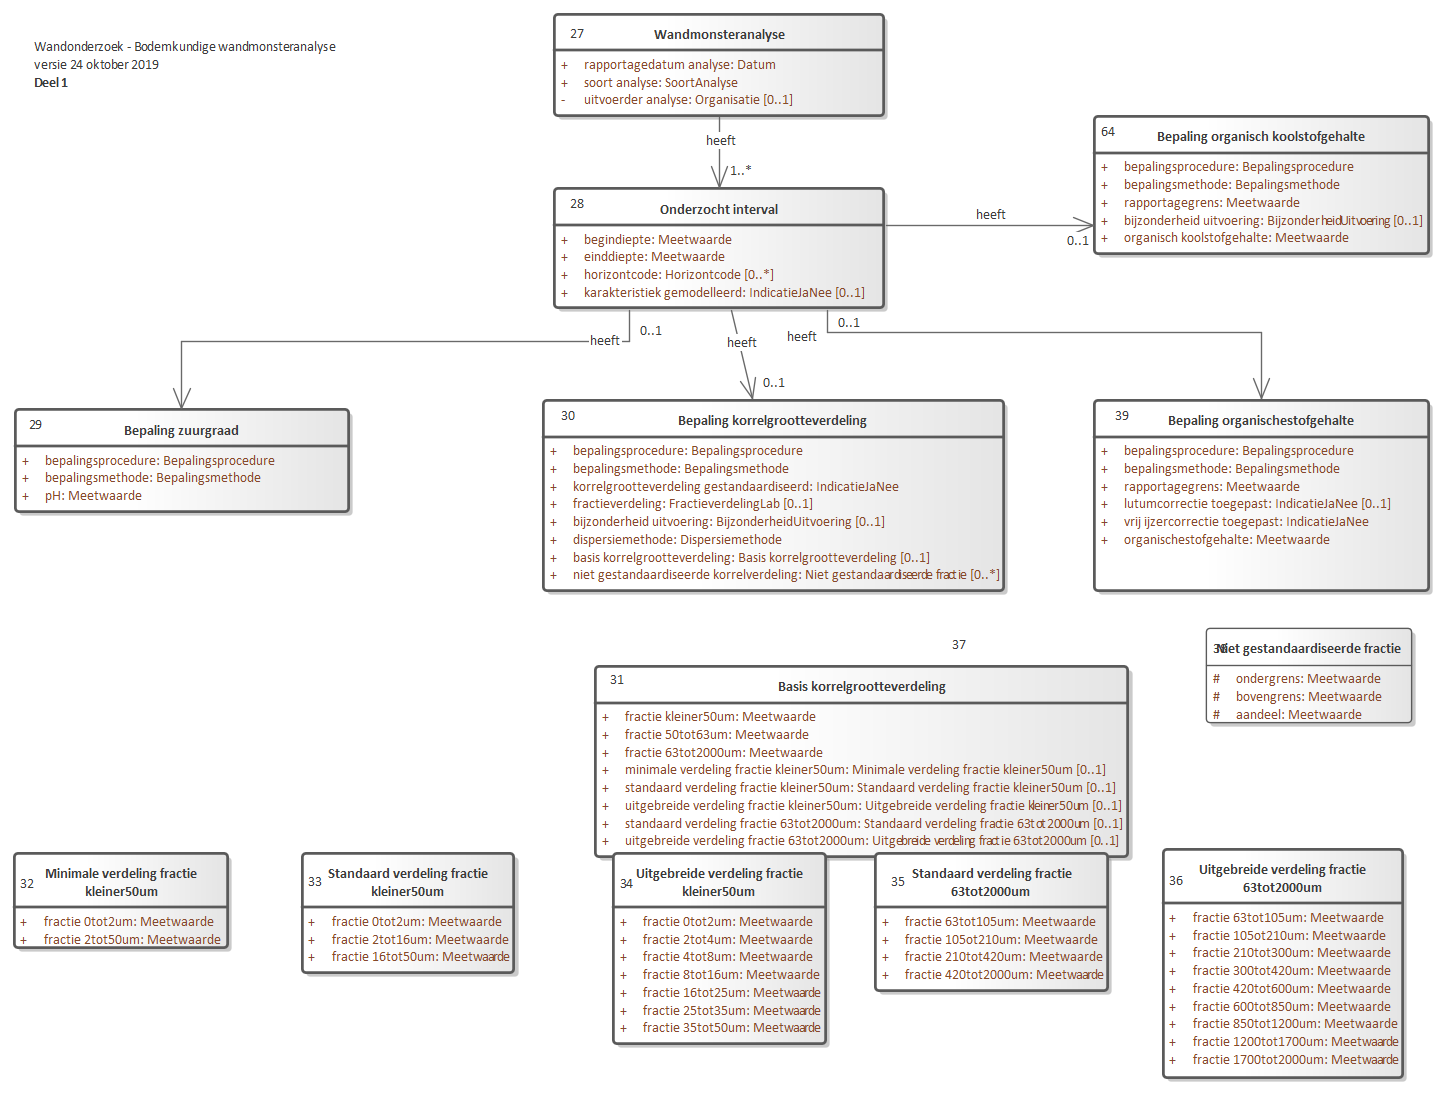 Wandonderzoek - Bodemkundige wandmonsteranalyse
versie 24 oktober 2019
Deel 1
27
Wandmonsteranalyse
+ rapportagedatum analyse: Datum
+ soort analyse: SoortAnalyse
- uitvoerder analyse: Organisatie [0..1]
heeft
1..*
64
Bepaling organisch koolstofgehalte
+ bepalingsprocedure: Bepalingsprocedure
+ bepalingsmethode: Bepalingsmethode
+ rapportagegrens: Meetwaarde
+ bijzonderheid uitvoering: BijzonderheidUitvoering [0..1]
+ organisch koolstofgehalte: Meetwaarde
28
Onderzocht interval
+ begindiepte: Meetwaarde
+ einddiepte: Meetwaarde
+ horizontcode: Horizontcode [0..*]
+ karakteristiek gemodelleerd: IndicatieJaNee [0..1]
heeft
0..1
heeft
0..1
heeft
0..1
heeft
0..1
29
Bepaling zuurgraad
+ bepalingsprocedure: Bepalingsprocedure
+ bepalingsmethode: Bepalingsmethode
+ pH: Meetwaarde
30
Bepaling korrelgrootteverdeling
+ bepalingsprocedure: Bepalingsprocedure
+ bepalingsmethode: Bepalingsmethode
+ korrelgrootteverdeling gestandaardiseerd: IndicatieJaNee
+ fractieverdeling: FractieverdelingLab [0..1]
+ bijzonderheid uitvoering: BijzonderheidUitvoering [0..1]
+ dispersiemethode: Dispersiemethode
+ basis korrelgrootteverdeling: Basis korrelgrootteverdeling [0..1]
+ niet gestandaardiseerde korrelverdeling: Niet gestandaardiseerde fractie [0..*]
39
Bepaling organischestofgehalte
+ bepalingsprocedure: Bepalingsprocedure
+ bepalingsmethode: Bepalingsmethode
+ rapportagegrens: Meetwaarde
+ lutumcorrectie toegepast: IndicatieJaNee [0..1]
+ vrij ijzercorrectie toegepast: IndicatieJaNee
+ organischestofgehalte: Meetwaarde
37
38
Niet gestandaardiseerde fractie
# ondergrens: Meetwaarde
# bovengrens: Meetwaarde
# aandeel: Meetwaarde
31
Basis korrelgrootteverdeling
+ fractie kleiner50um: Meetwaarde
+ fractie 50tot63um: Meetwaarde
+ fractie 63tot2000um: Meetwaarde
+ minimale verdeling fractie kleiner50um: Minimale verdeling fractie kleiner50um [0..1]
+ standaard verdeling fractie kleiner50um: Standaard verdeling fractie kleiner50um [0..1]
+ uitgebreide verdeling fractie kleiner50um: Uitgebreide verdeling fractie kleiner50um [0..1]
+ standaard verdeling fractie 63tot2000um: Standaard verdeling fractie 63tot2000um [0..1]
+ uitgebreide verdeling fractie 63tot2000um: Uitgebreide verdeling fractie 63tot2000um [0..1]
32
Minimale verdeling fractie
kleiner50um
+ fractie 0tot2um: Meetwaarde
+ fractie 2tot50um: Meetwaarde
33
Standaard verdeling fractie
kleiner50um
+ fractie 0tot2um: Meetwaarde
+ fractie 2tot16um: Meetwaarde
+ fractie 16tot50um: Meetwaarde
34
Uitgebreide verdeling fractie
kleiner50um
+ fractie 0tot2um: Meetwaarde
+ fractie 2tot4um: Meetwaarde
+ fractie 4tot8um: Meetwaarde
+ fractie 8tot16um: Meetwaarde
+ fractie 16tot25um: Meetwaarde
+ fractie 25tot35um: Meetwaarde
+ fractie 35tot50um: Meetwaarde
35
Standaard verdeling fractie
63tot2000um
+ fractie 63tot105um: Meetwaarde
+ fractie 105ot210um: Meetwaarde
+ fractie 210tot420um: Meetwaarde
+ fractie 420tot2000um: Meetwaarde
36
Uitgebreide verdeling fractie
63tot2000um
+ fractie 63tot105um: Meetwaarde
+ fractie 105ot210um: Meetwaarde
+ fractie 210tot300um: Meetwaarde
+ fractie 300tot420um: Meetwaarde
+ fractie 420tot600um: Meetwaarde
+ fractie 600tot850um: Meetwaarde
+ fractie 850tot1200um: Meetwaarde
+ fractie 1200tot1700um: Meetwaarde
+ fractie 1700tot2000um: Meetwaarde